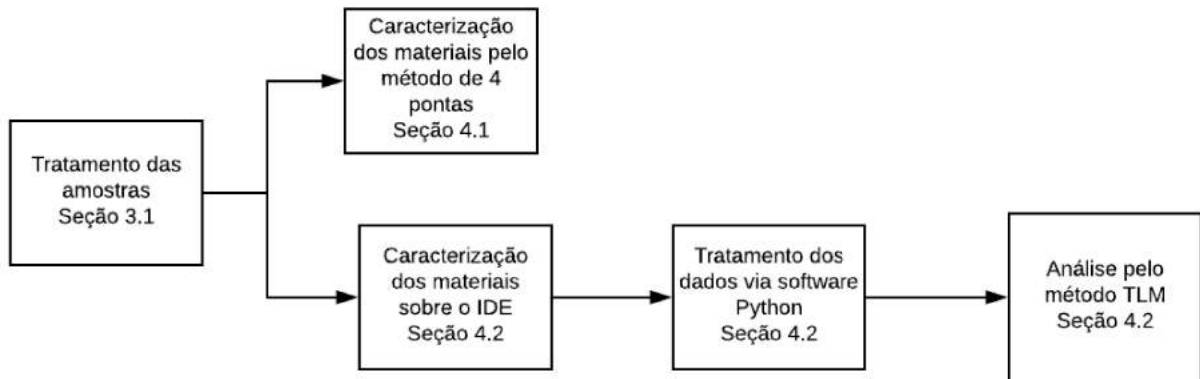 Tratamento das
amostras
Seção 3.1
Caracterização
dos materiais pelo
método de 4
pontas
Seção 4.1
Caracterização
dos materiais
sobre o IDE
Seção 4.2
Tratamento dos
dados via software
Python
Seção 4.2
Análise pelo
método TLM
Seção 4.2